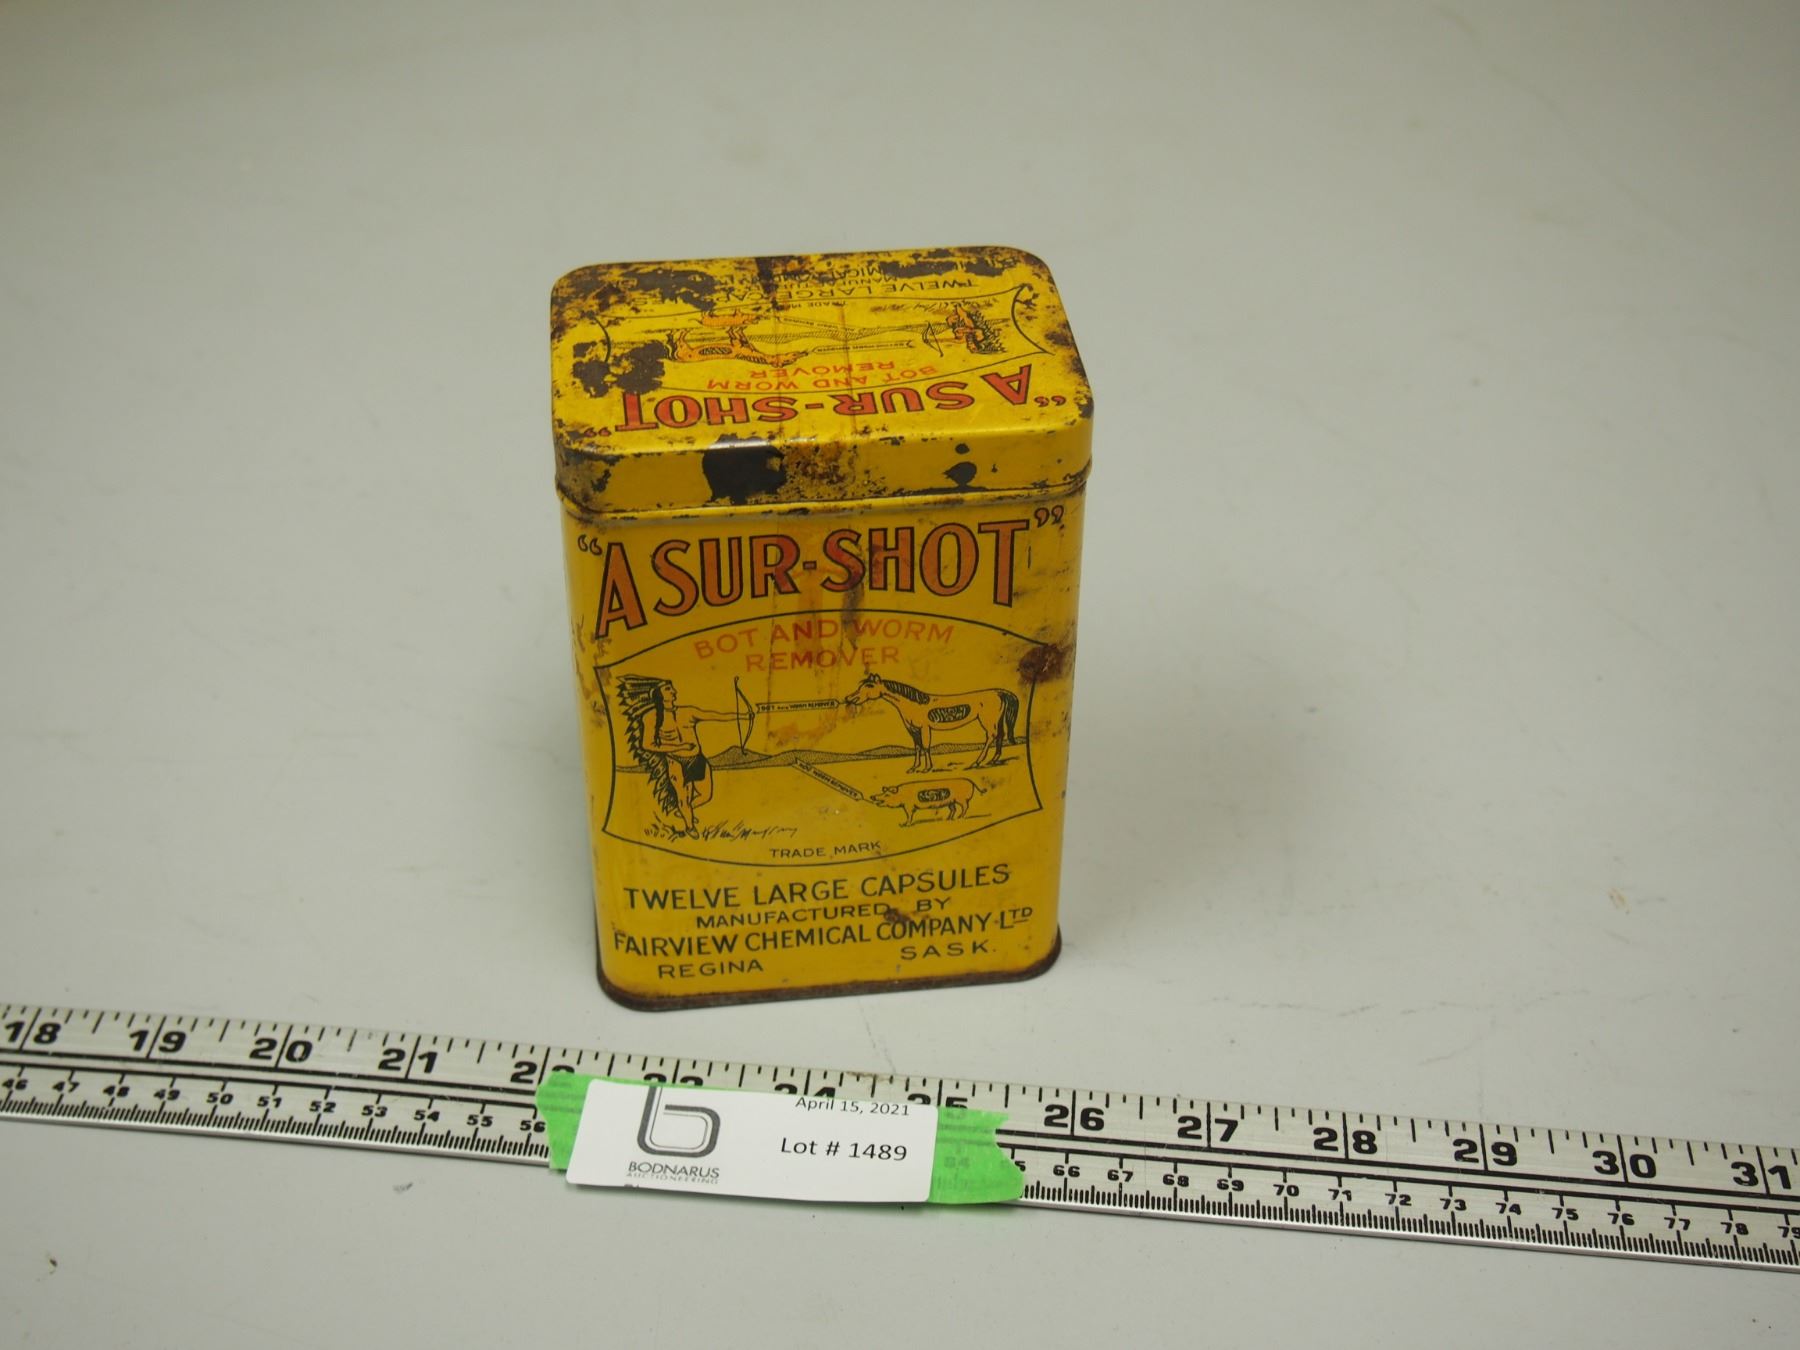 "A SUR-SHOT"
BOT AND WORM
REMOVER
TWELVE LARGE
TRADE
"A SUR-SHOT"
BOT AND WORM
REMOVER
TRADE MARK
TWELVE LARGE CAPSULES
MANUFACTURED BY
FAIRVIEW CHEMICAL COMPANY LTD
REGINA SASK.
18 19 20 21 26 27 28 29 30 31
46 47 48 49 50 51 52 53 54 55 56 66 67 68 69 70 71 72 73 74 75 76 77 78 79
April 15, 2021
Lot # 1489
BODNARUS
AUCTIONEERING